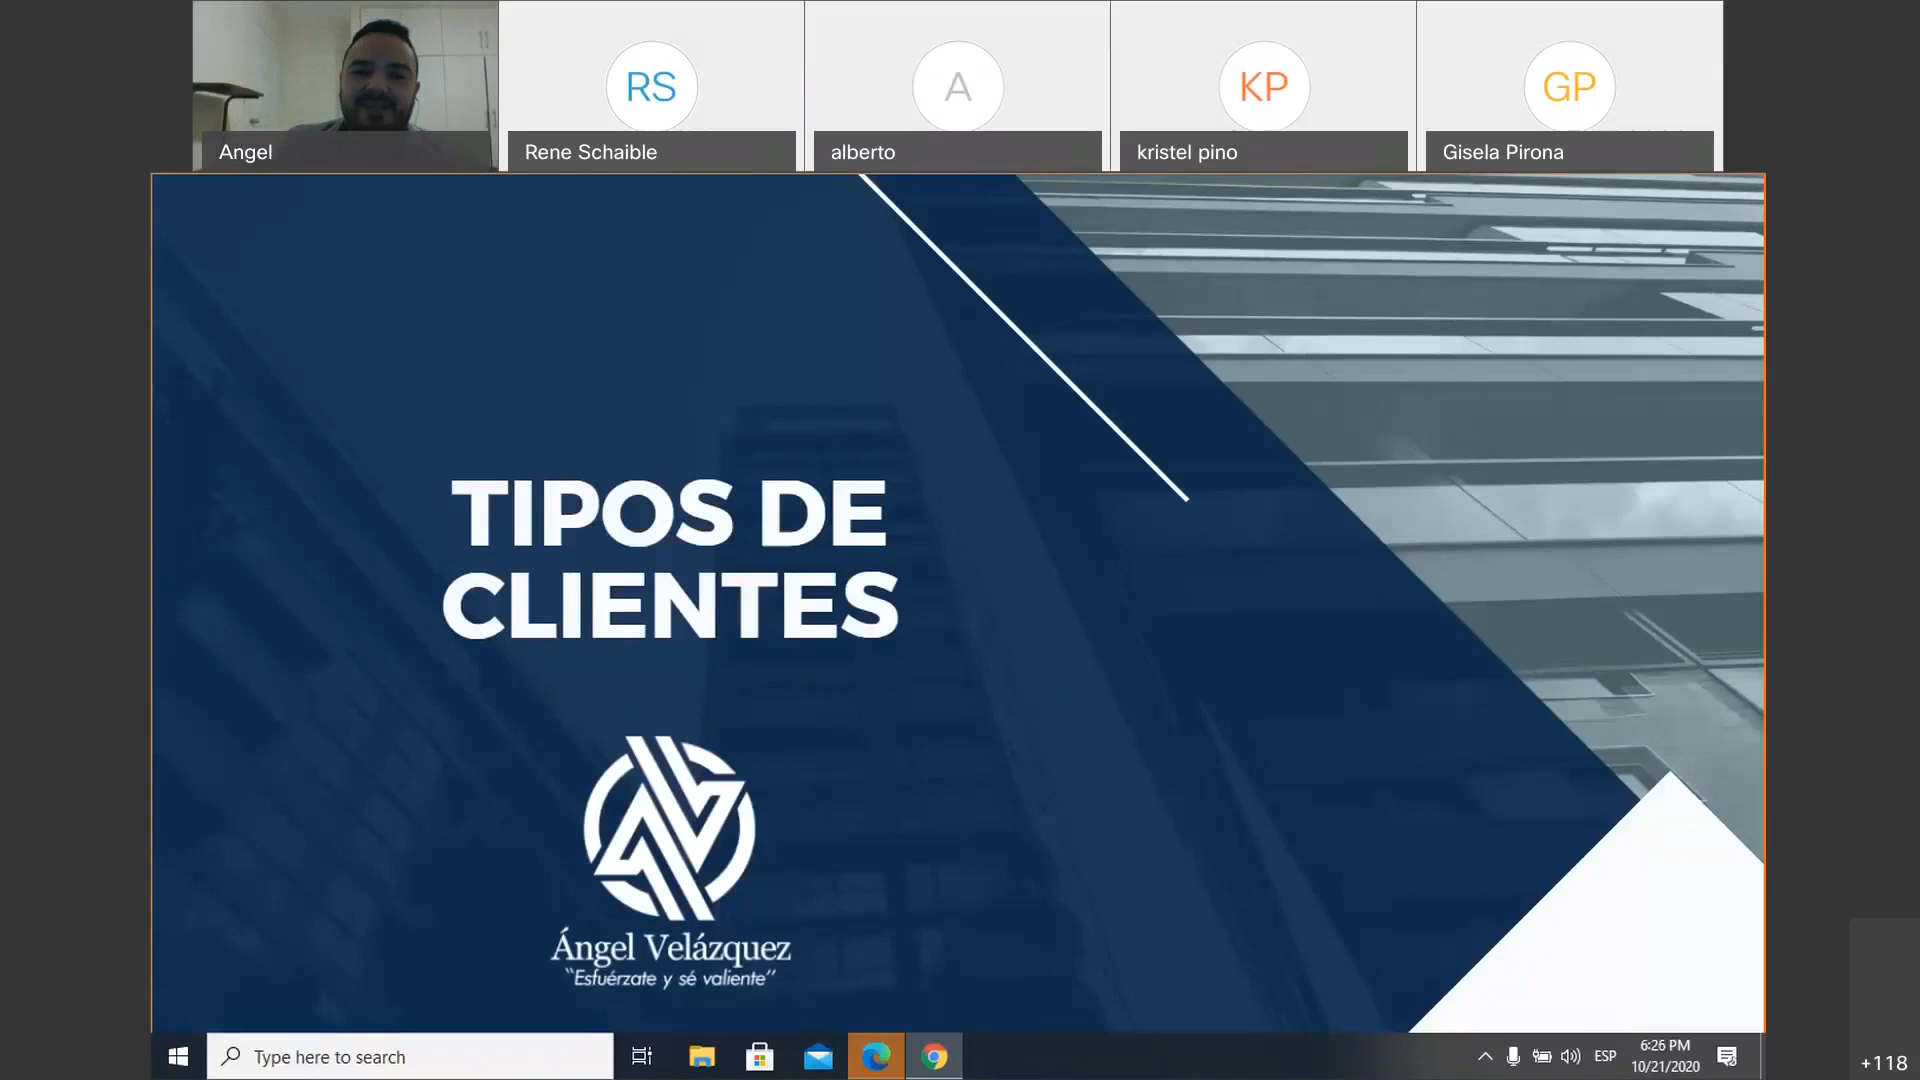 RS
A
KP
GP
Angel
Rene Schaible
alberto
kristel pino
Gisela Pirona
TIPOS DE
CLIENTES
Ángel Velázquez
"Esfuérzate y sé valiente"
Type here to search
ESP
6:26 PM
10/21/2020
+118